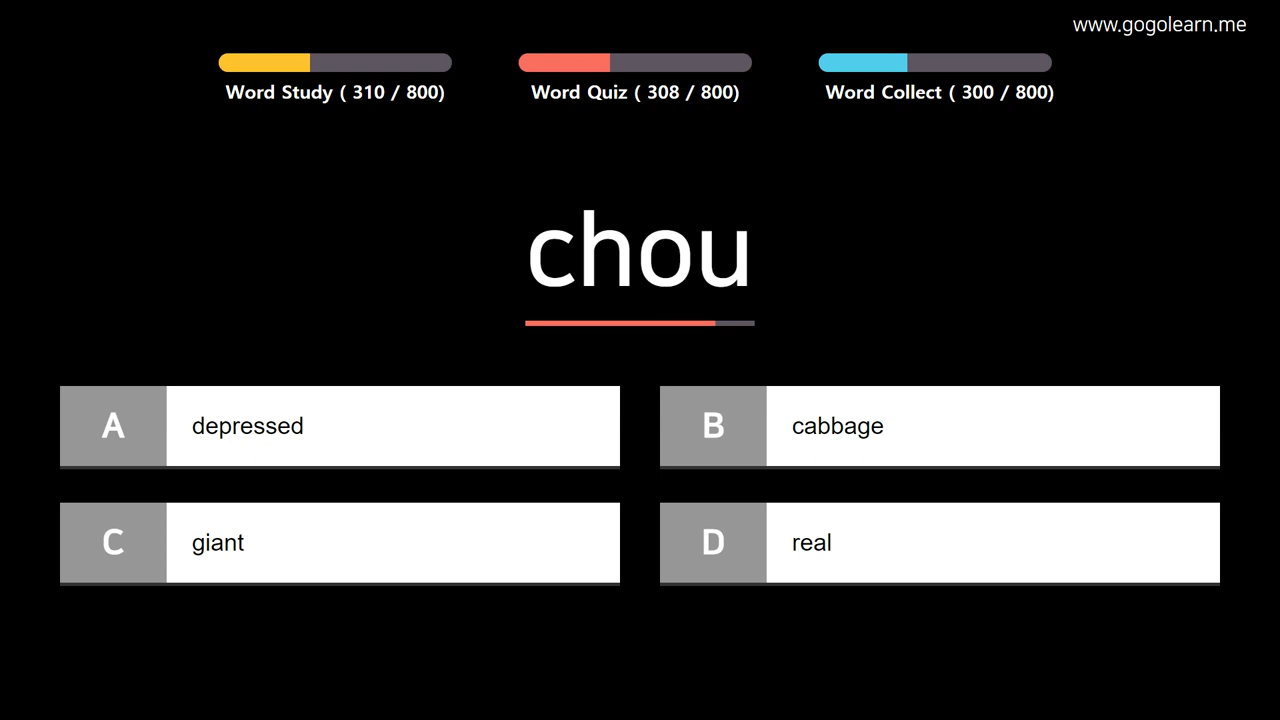 www.gogolearn.me
Word Study ( 310 / 800)
Word Quiz ( 308 / 800)
Word Collect ( 300 / 800)
chou
A depressed
B cabbage
C giant
D real